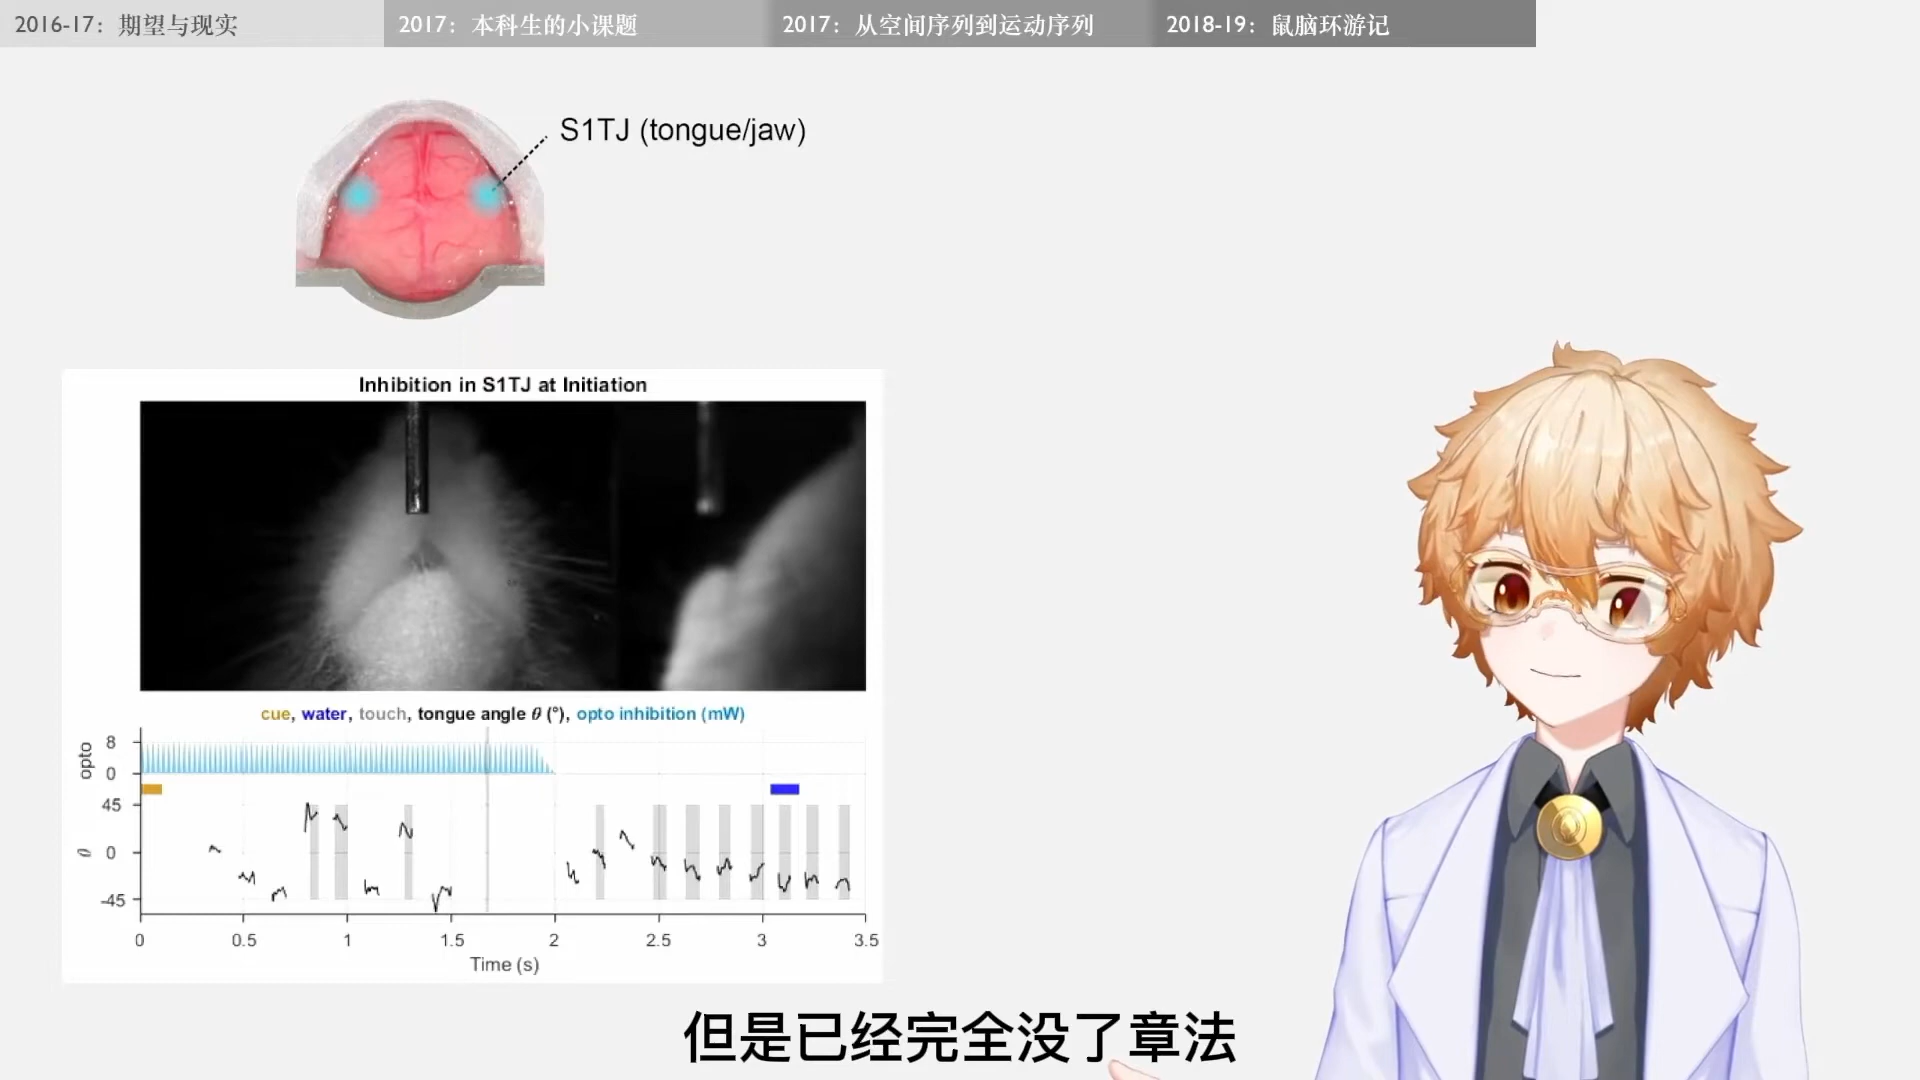 2016-17：期望与现实
2017：本科生的小课题
2017：从空间序列到运动序列
2018-19：鼠脑环游记
S1TJ (tongue/jaw)
Inhibition in S1TJ at Initiation
cue, water, touch, tongue angle θ (°), opto inhibition (mW)
opto
8
0
θ
45
0
-45
0 0.5 1 1.5 2 2.5 3 3.5
Time (s)
但是已经完全没了章法